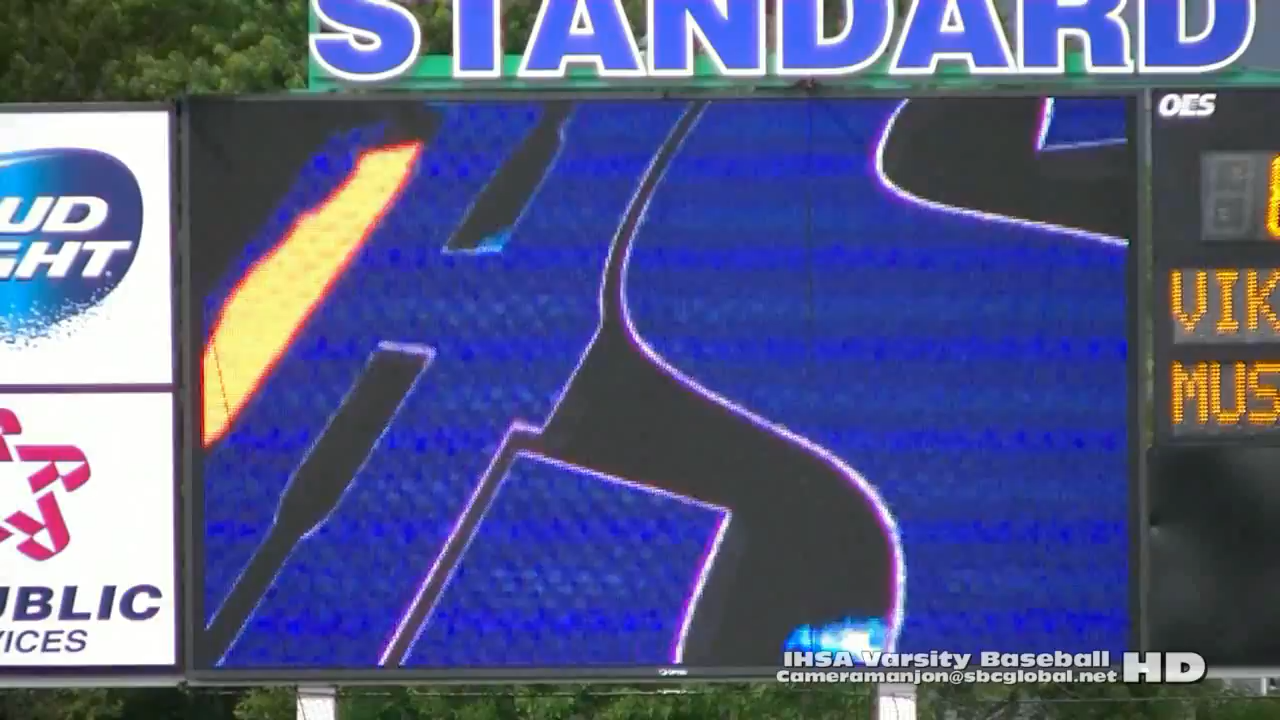 STANDARD
OES
UD
GHT.
VIK
MUS
UBLIC
VICES
IHSA Varsity Baseball HD
cameramanjon@sbcglobal.net